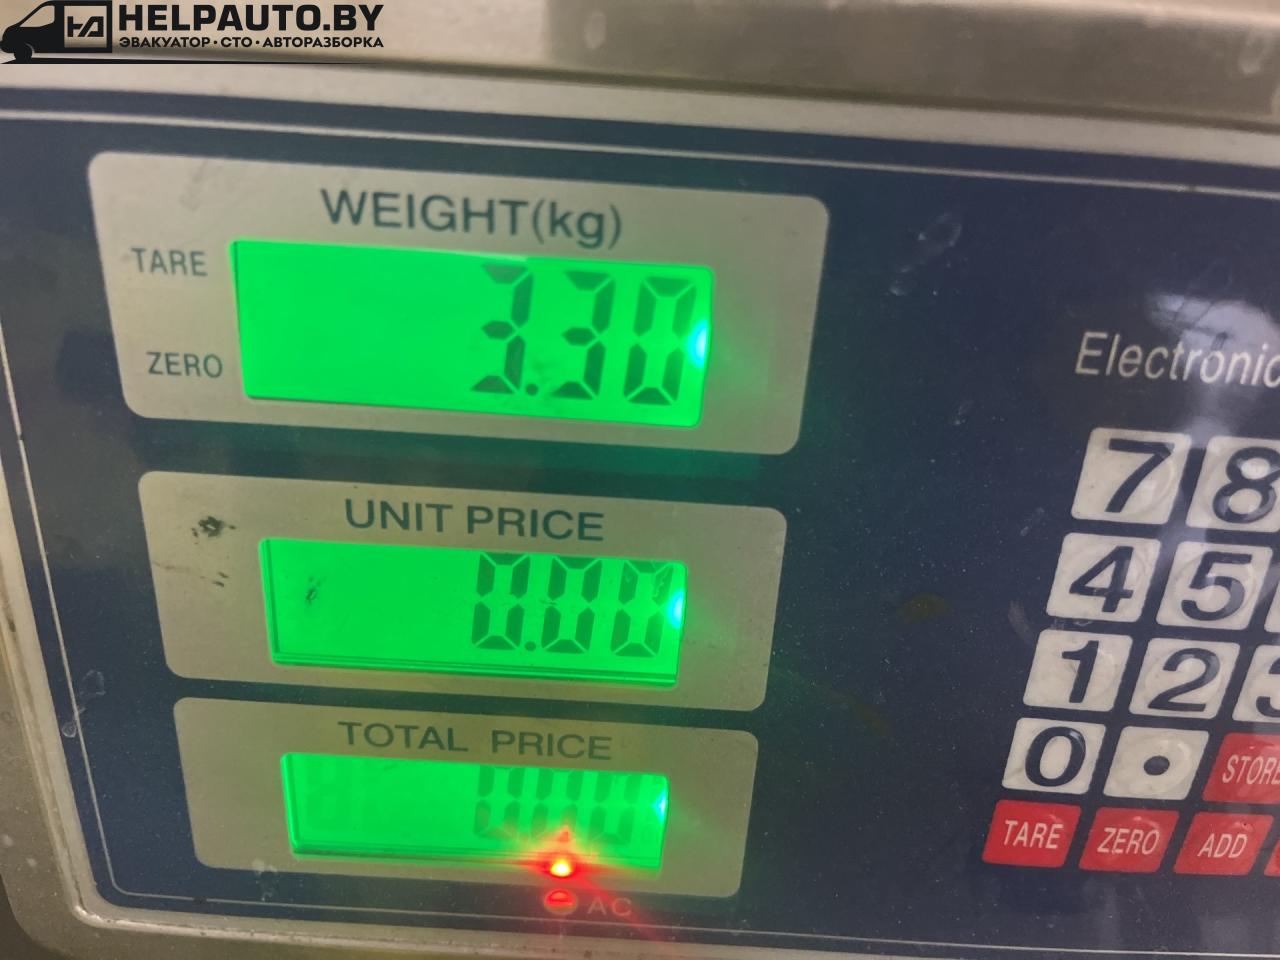 HELPAUTO.BY
ЭВАКУАТОР · СТО · АВТОРАЗБОРКА
WEIGHT(kg)
TARE
3.30
ZERO
UNIT PRICE
0.00
TOTAL PRICE
0.00
AC
Electronic
7 8
4 5
1 2 3
0 .
STORE
TARE ZERO ADD